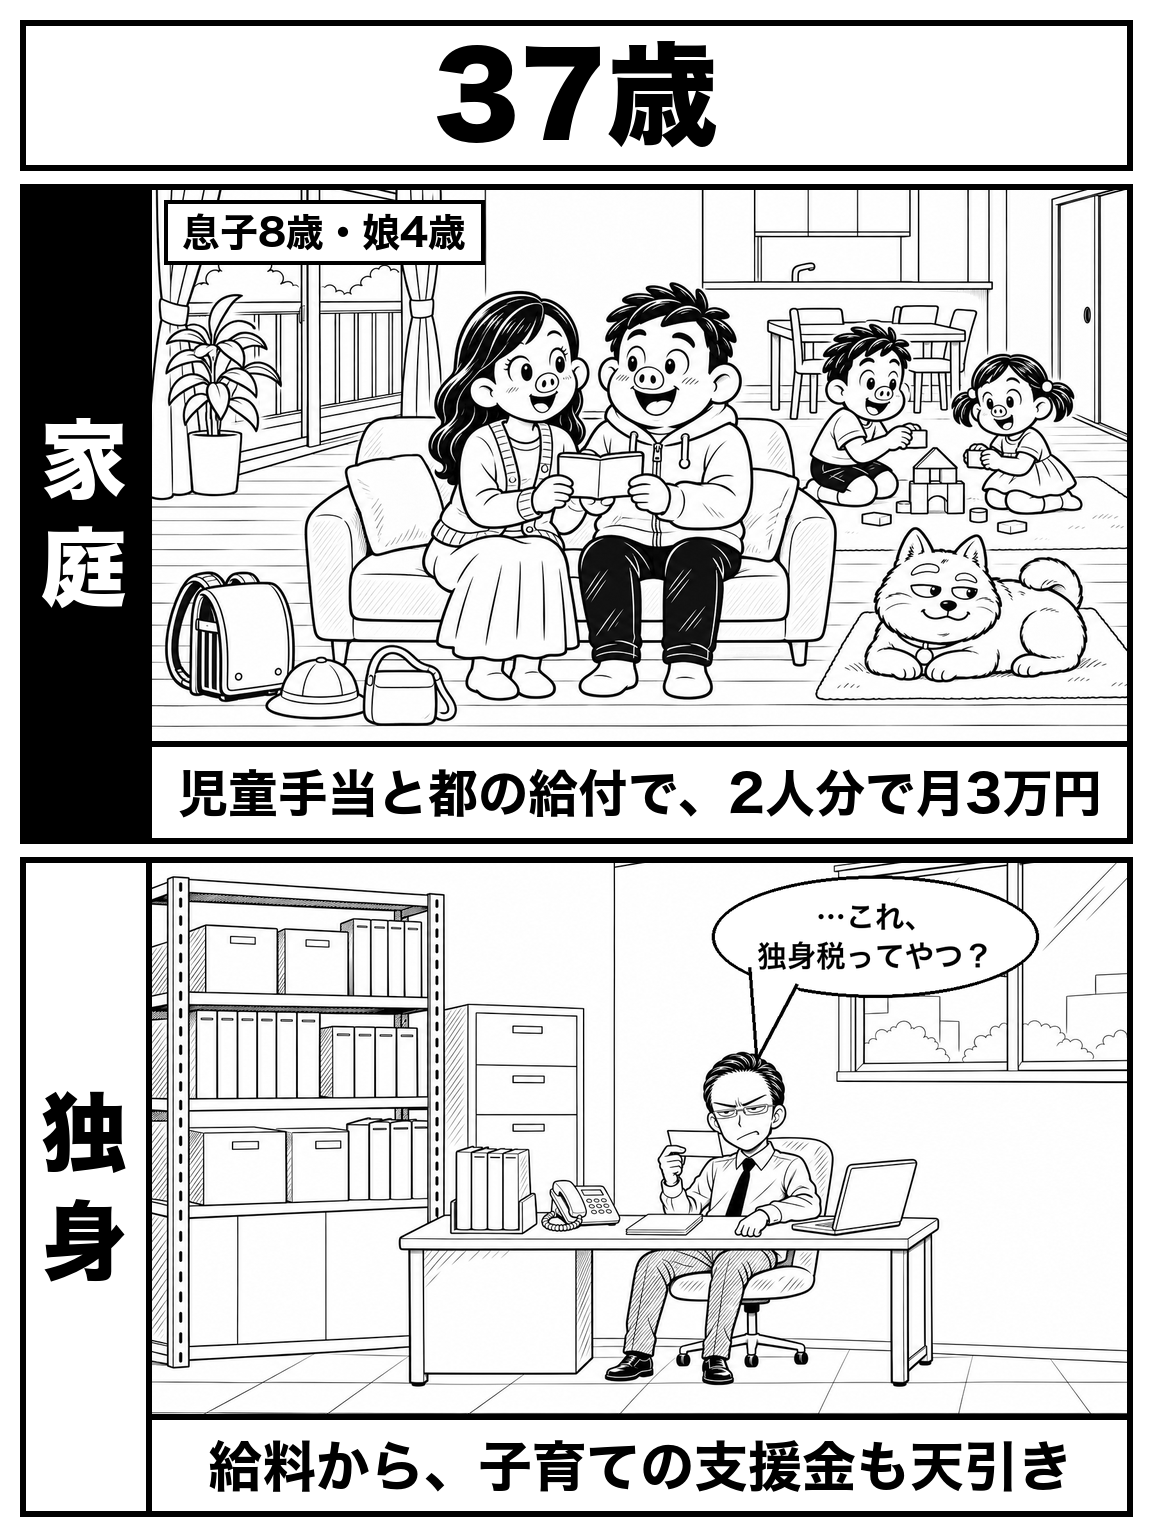 37歳
家庭
息子8歳・娘4歳
児童手当と都の給付で、2人分で月3万円
独身
…これ、
独身税ってやつ？
給料から、子育ての支援金も天引き